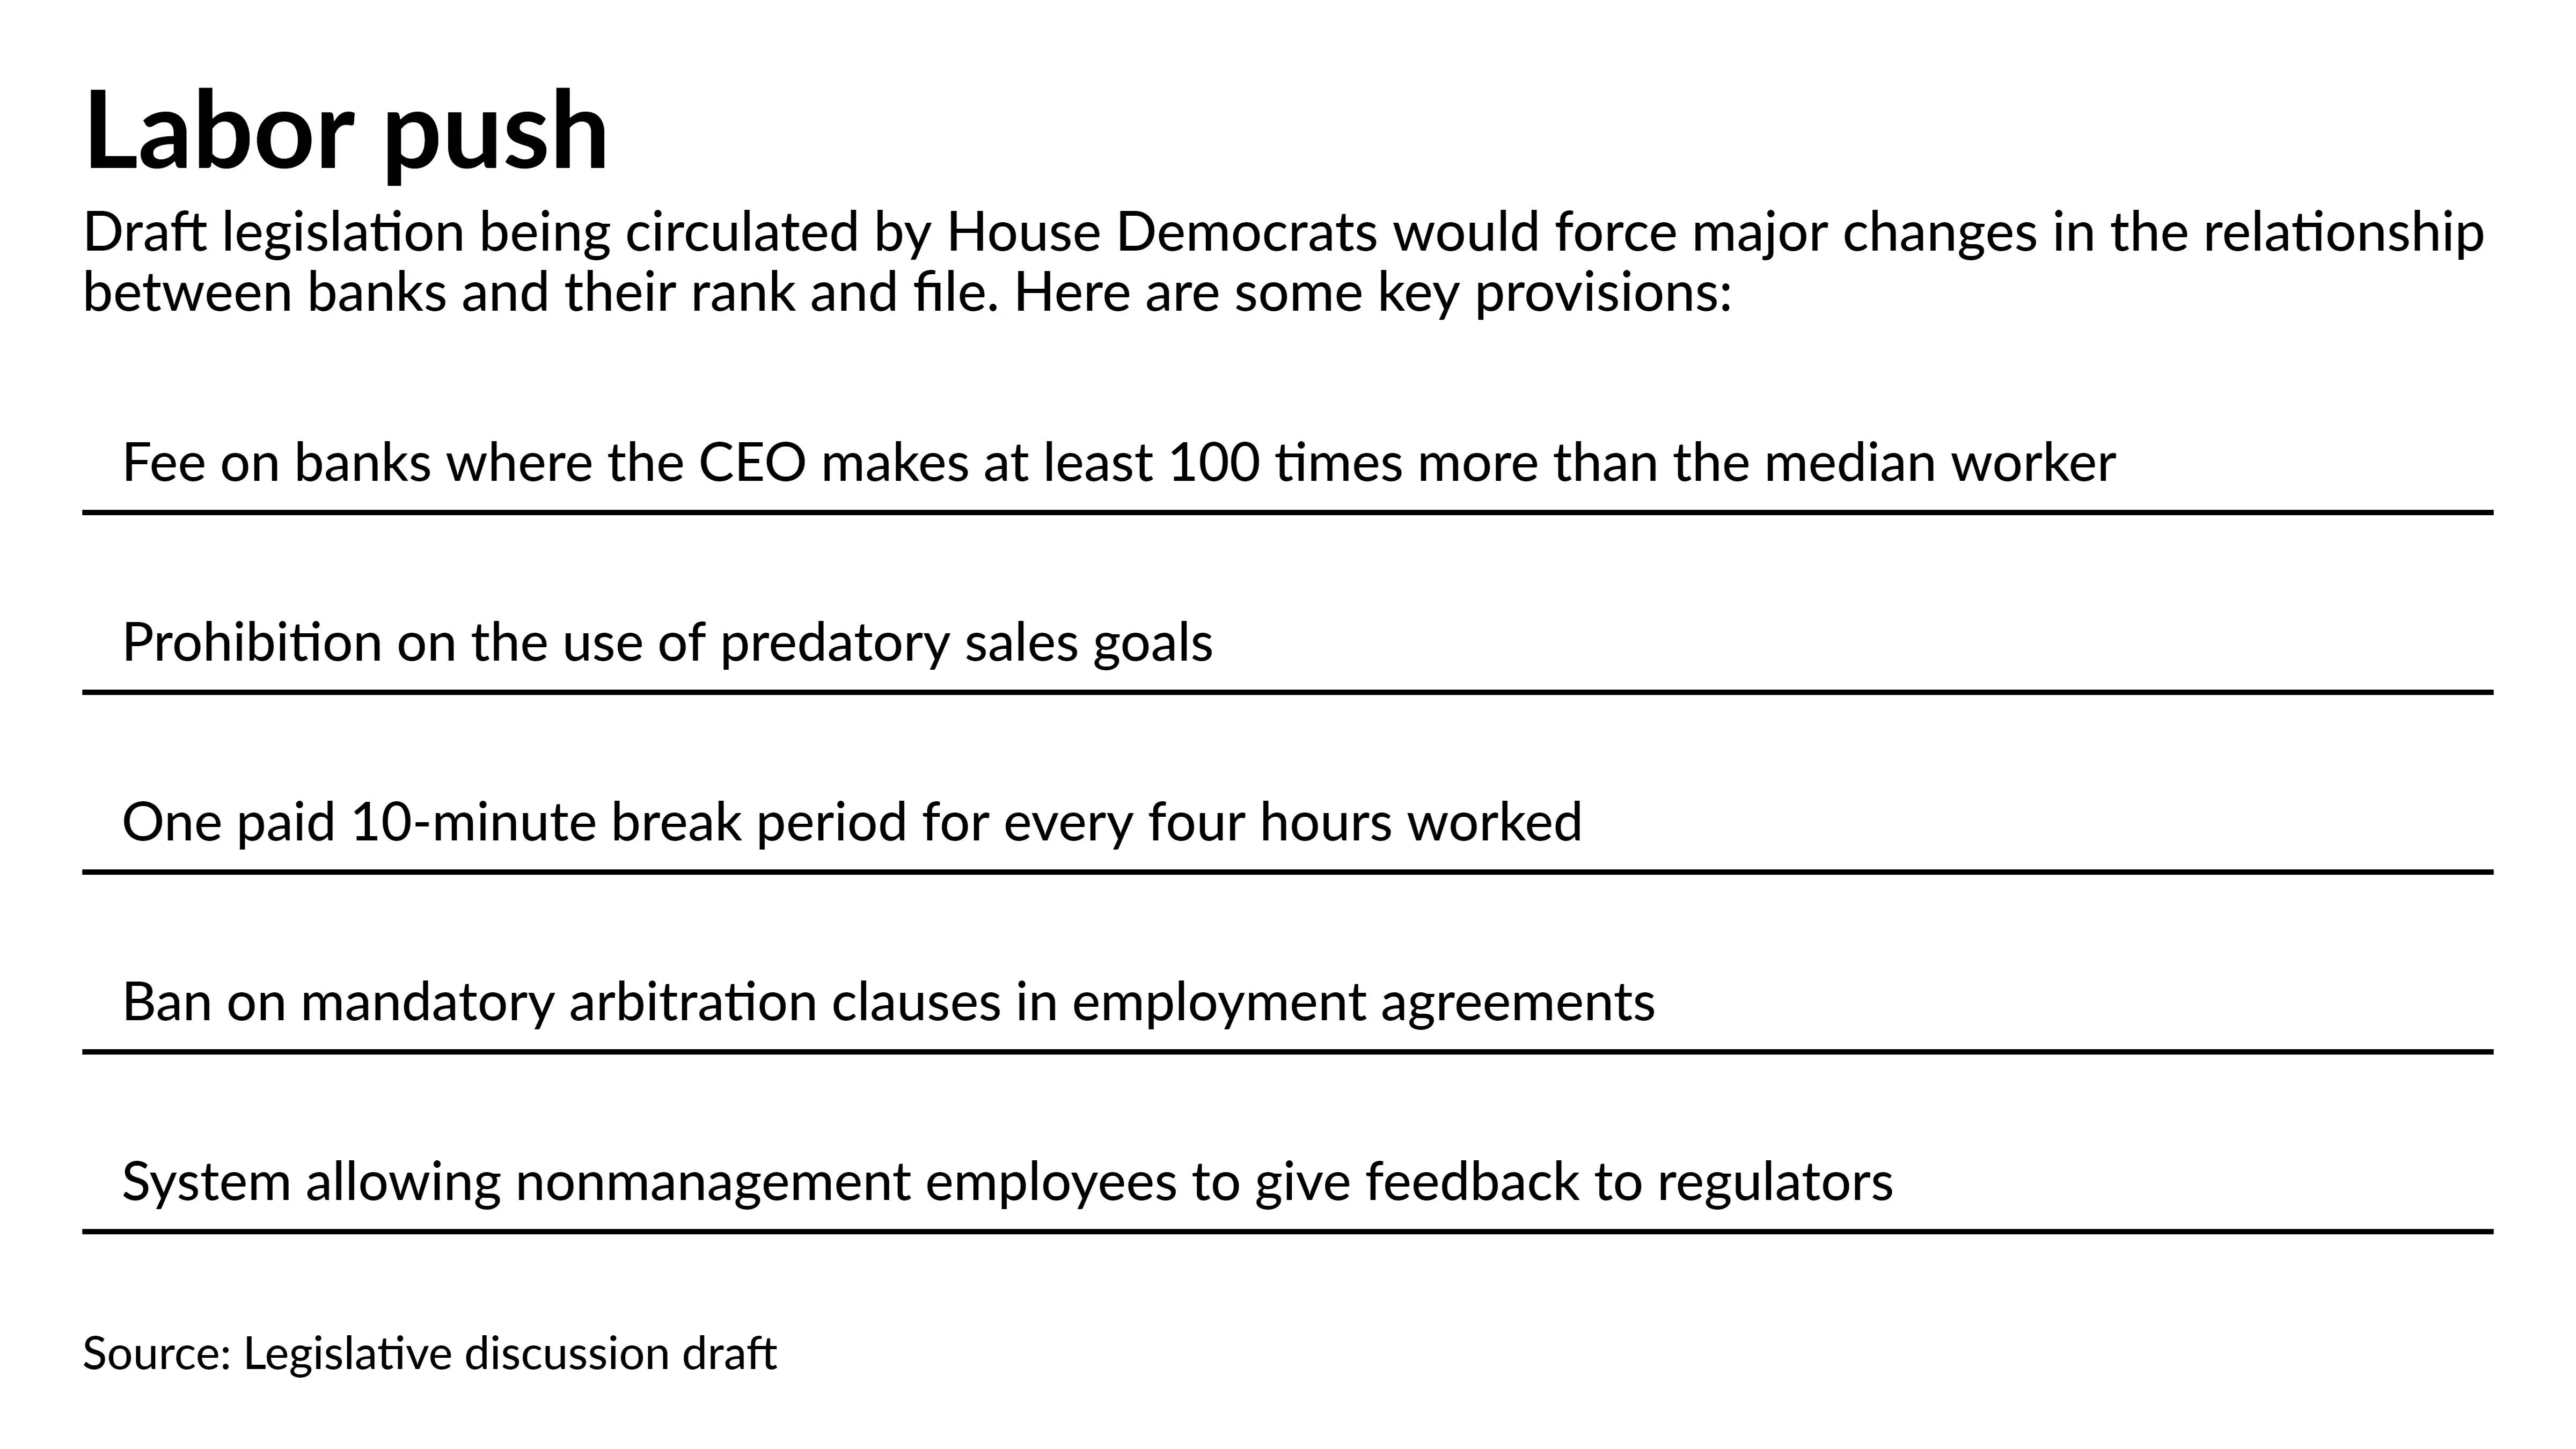 Labor push
Draft legislation being circulated by House Democrats would force major changes in the relationship
between banks and their rank and file. Here are some key provisions:
Fee on banks where the CEO makes at least 100 times more than the median worker
Prohibition on the use of predatory sales goals
One paid 10-minute break period for every four hours worked
Ban on mandatory arbitration clauses in employment agreements
System allowing nonmanagement employees to give feedback to regulators
Source: Legislative discussion draft